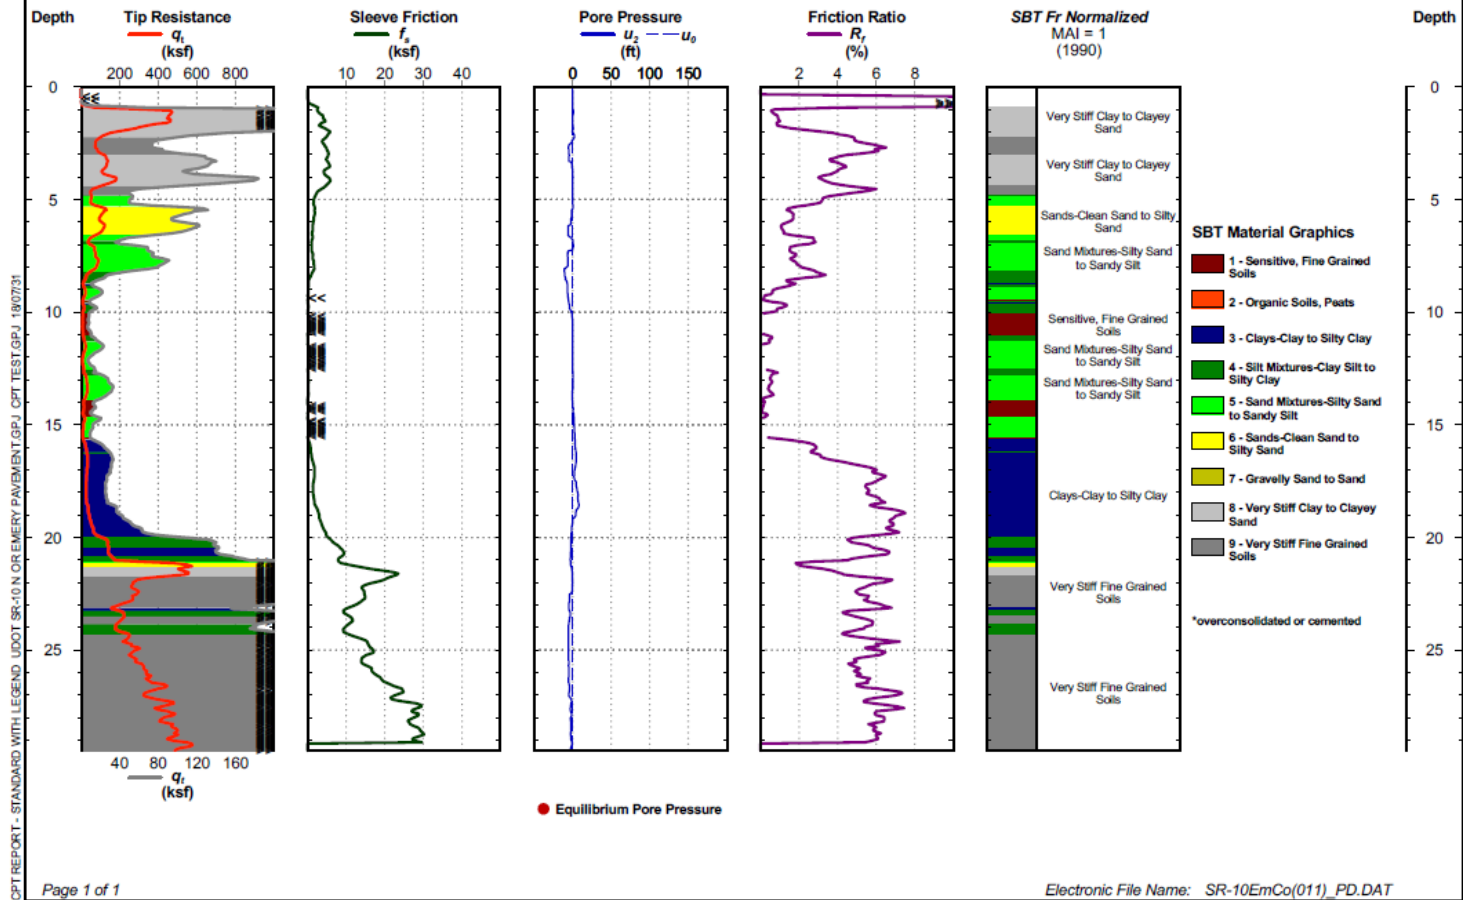 Depth
Tip Resistance
qt
(ksf)
200 400 600 800
Sleeve Friction
fs
(ksf)
10 20 30 40
Pore Pressure
u2 u0
(ft)
0 50 100 150
Friction Ratio
Rf
(%)
2 4 6 8
SBT Fr Normalized
MAI = 1
(1990)
Depth
0
5
10
15
20
25
<<
>>
<<
Very Stiff Clay to Clayey
Sand
Very Stiff Clay to Clayey
Sand
Sands-Clean Sand to Silty
Sand
Sand Mixtures-Silty Sand
to Sandy Silt
Sensitive, Fine Grained
Soils
Sand Mixtures-Silty Sand
to Sandy Silt
Sand Mixtures-Silty Sand
to Sandy Silt
Clays-Clay to Silty Clay
Very Stiff Fine Grained
Soils
Very Stiff Fine Grained
Soils
SBT Material Graphics
1 - Sensitive, Fine Grained
Soils
2 - Organic Soils, Peats
3 - Clays-Clay to Silty Clay
4 - Silt Mixtures-Clay Silt to
Silty Clay
5 - Sand Mixtures-Silty Sand
to Sandy Silt
6 - Sands-Clean Sand to
Silty Sand
7 - Gravelly Sand to Sand
8 - Very Stiff Clay to Clayey
Sand
9 - Very Stiff Fine Grained
Soils
*overconsolidated or cemented
0
5
10
15
20
25
40 80 120 160
qt
(ksf)
Equilibrium Pore Pressure
CPT REPORT - STANDARD WITH LEGEND UDOT SR-10 N OR EMERY PAVEMENT.GPJ CPT TEST.GPJ 18/07/31
Page 1 of 1
Electronic File Name: SR-10EmCo(011)_PD.DAT